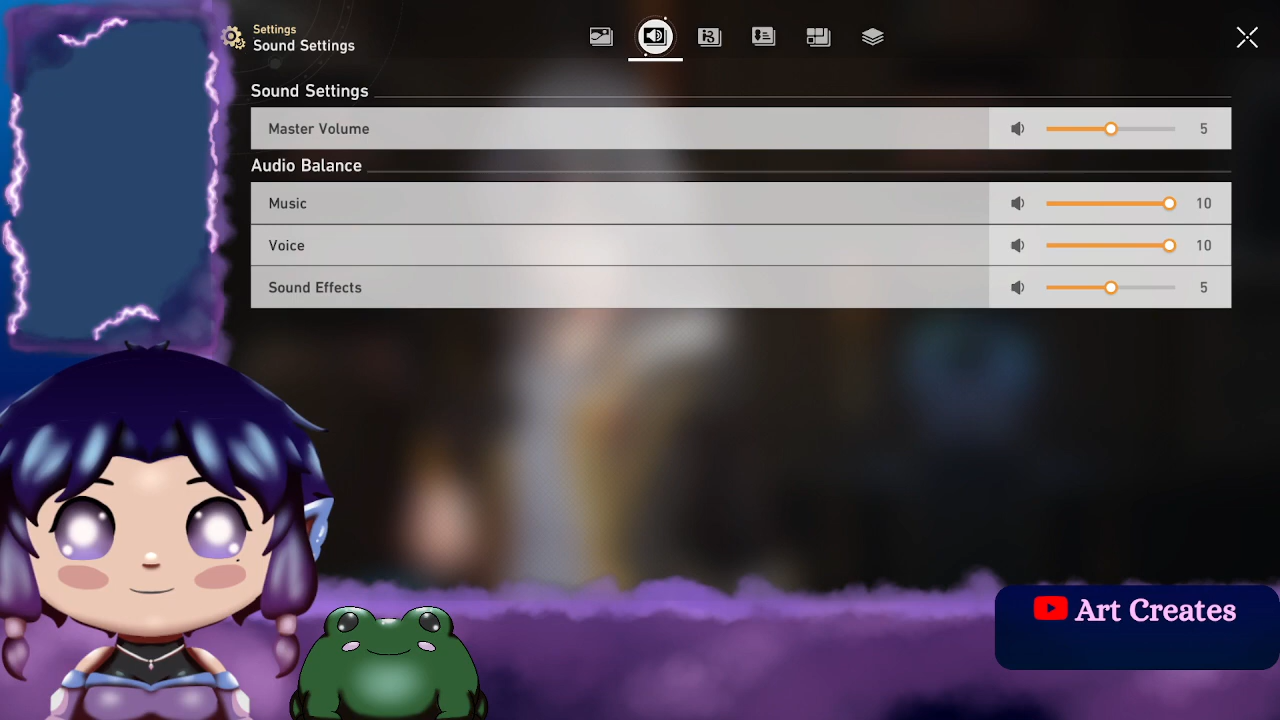 Settings
Sound Settings
Sound Settings
Master Volume 5
Audio Balance
Music 10
Voice 10
Sound Effects 5
Art Creates